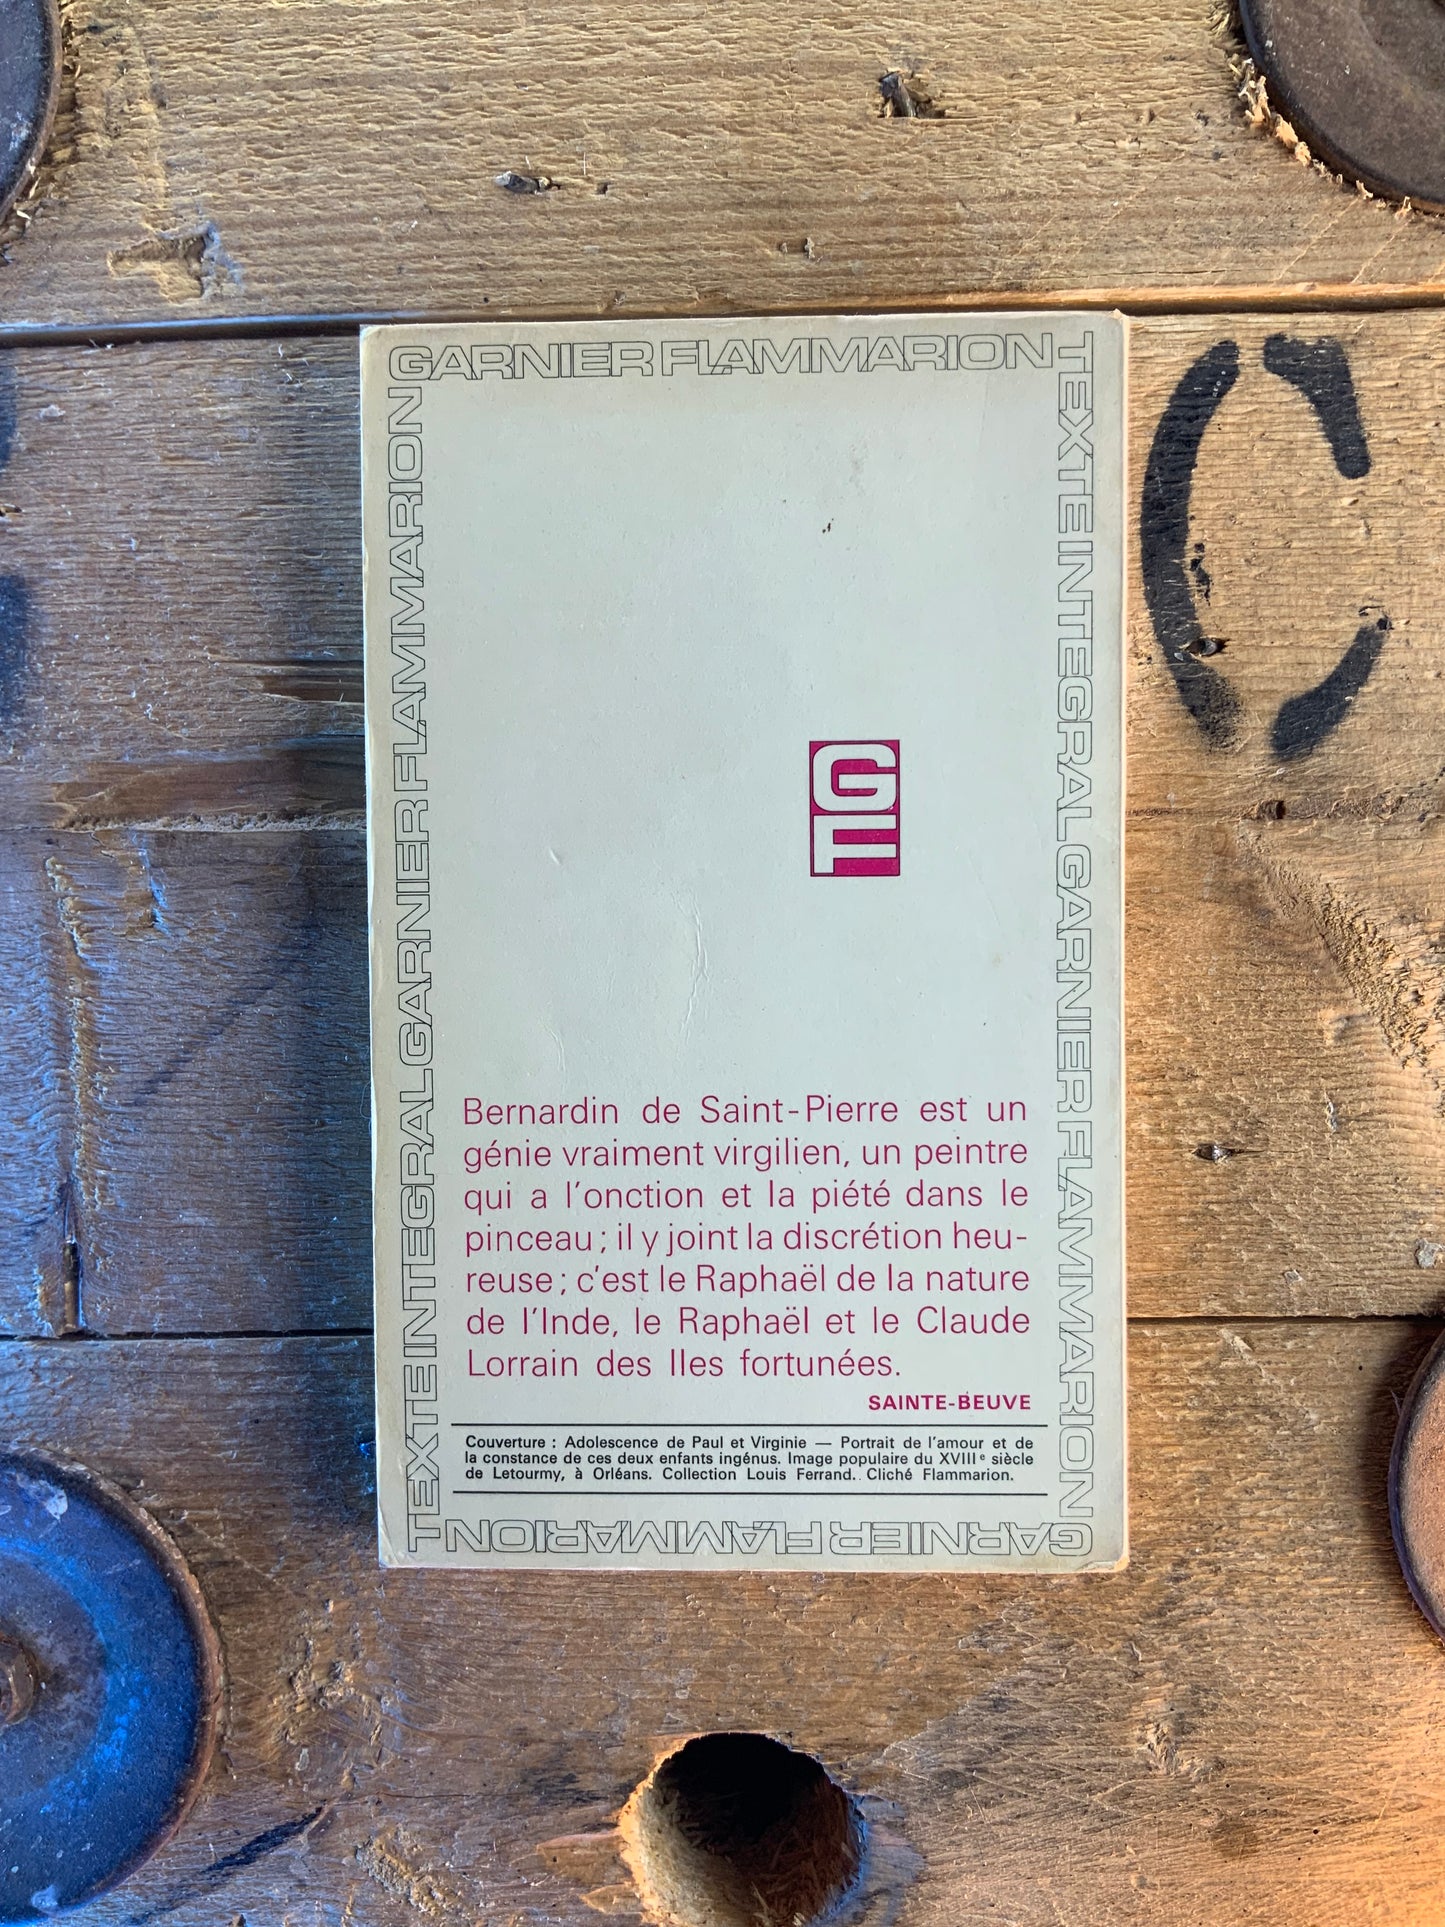 GARNIER FLAMMARION
TEXTE INTEGRAL GARNIER FLAMMARION
GARNIER FLAMMARION
TEXTE INTEGRAL GARNIER FLAMMARION
GF
Bernardin de Saint-Pierre est un
génie vraiment virgilien, un peintre
qui a l'onction et la piété dans le
pinceau ; il y joint la discrétion heu-
reuse ; c'est le Raphaël de la nature
de l'Inde, le Raphaël et le Claude
Lorrain des Iles fortunées.
SAINTE-BEUVE
Couverture : Adolescence de Paul et Virginie — Portrait de l'amour et de
la constance de ces deux enfants ingénus. Image populaire du XVIIIe siècle
de Letourmy, à Orléans. Collection Louis Ferrand. Cliché Flammarion.
C